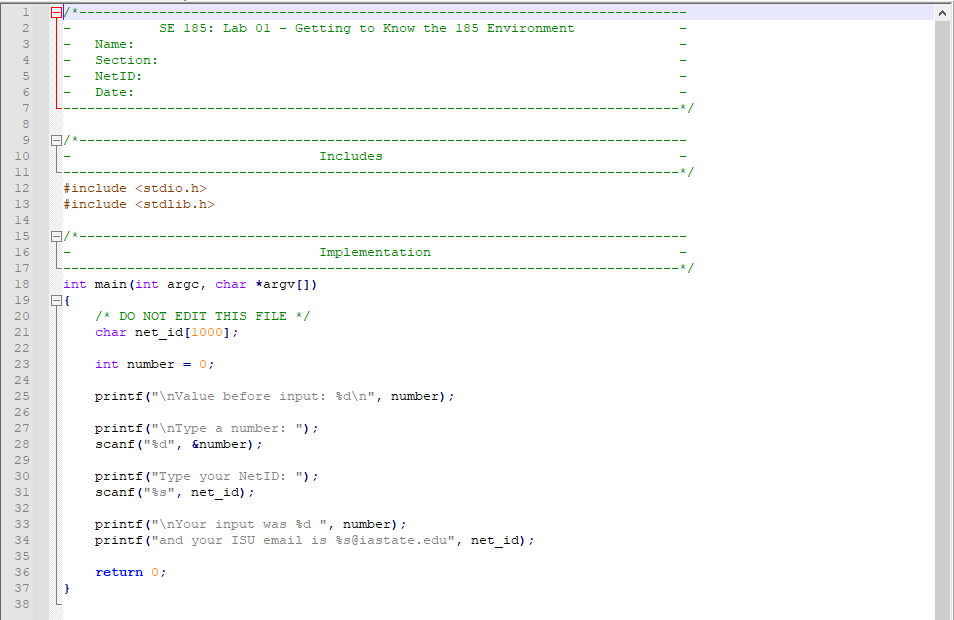 1 /*----------------------------------------------------------------------------
2 -           SE 185: Lab 01 - Getting to Know the 185 Environment             -
3 -   Name:                                                                    -
4 -   Section:                                                                 -
5 -   NetID:                                                                   -
6 -   Date:                                                                    -
7 -----------------------------------------------------------------------------*/
8
9 /*----------------------------------------------------------------------------
10 -                               Includes                                     -
11 -----------------------------------------------------------------------------*/
12 #include <stdio.h>
13 #include <stdlib.h>
14
15 /*----------------------------------------------------------------------------
16 -                               Implementation                               -
17 -----------------------------------------------------------------------------*/
18 int main(int argc, char *argv[])
19 {
20     /* DO NOT EDIT THIS FILE */
21     char net_id[1000];
22
23     int number = 0;
24
25     printf("\nValue before input: %d\n", number);
26
27     printf("\nType a number: ");
28     scanf("%d", &number);
29
30     printf("Type your NetID: ");
31     scanf("%s", net_id);
32
33     printf("\nYour input was %d ", number);
34     printf("and your ISU email is %s@iastate.edu", net_id);
35
36     return 0;
37 }
38